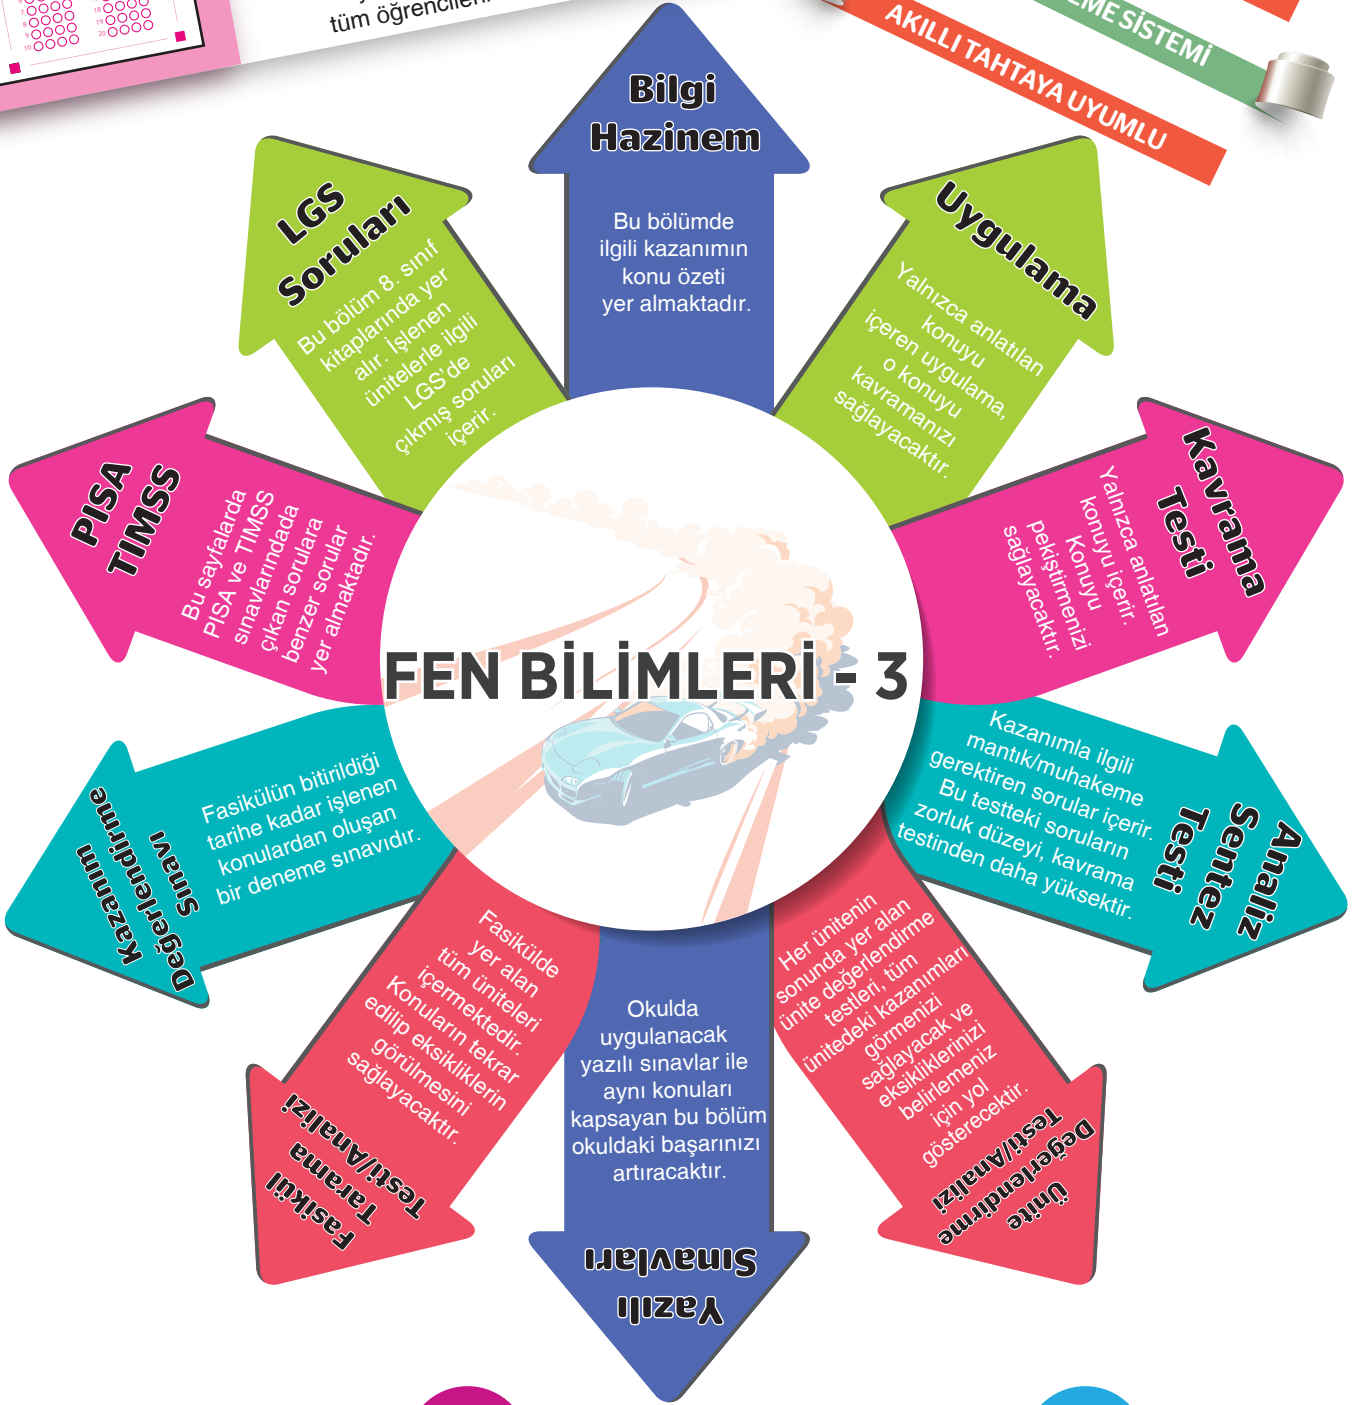 tüm öğrencilen
EME SİSTEMİ
AKILLI TAHTAYA UYUMLU
Bilgi
Hazinem
Bu bölümde
ilgili kazanımın
konu özeti
yer almaktadır.
Uygulama
Yalnızca anlatılan
konuyu
içeren uygulama,
o konuyu
kavramanızı
sağlayacaktır.
Kavrama
Testi
Yalnızca anlatılan
konuyu içerir.
Konuyu
pekiştirmenizi
sağlayacaktır.
Analiz
Sentez
Testi
Kazanımla ilgili
mantık/muhakeme
gerektiren sorular içerir.
Bu testteki soruların
zorluk düzeyi, kavrama
testinden daha yüksektir.
Ünite
Değerlendirme
Testi/Analizi
Her ünitenin
sonunda yer alan
ünite değerlendirme
testleri, tüm
ünitedeki kazanımları
görmenizi
sağlayacak ve
eksikliklerinizi
belirlemeniz
için yol
gösterecektir.
Yazılı
Sınavları
Okulda
uygulanacak
yazılı sınavlar ile
aynı konuları
kapsayan bu bölüm
okuldaki başarınızı
artıracaktır.
Fasikül
Tarama
Testi/Analizi
Fasikülde
yer alan
tüm üniteleri
içermektedir.
Konuların tekrar
edilip eksikliklerin
görülmesini
sağlayacaktır.
Kazanım
Değerlendirme
Sınavı
Fasikülün bitirildiği
tarihe kadar işlenen
konulardan oluşan
bir deneme sınavıdır.
PISA
TIMSS
Bu sayfalarda
PISA ve TIMSS
sınavlarındada
çıkan sorulara
benzer sorular
yer almaktadır.
LGS
Soruları
Bu bölüm 8. sınıf
kitaplarında yer
alır. İşlenen
ünitelerle ilgili
LGS'de
çıkmış soruları
içerir.
FEN BİLİMLERİ - 3